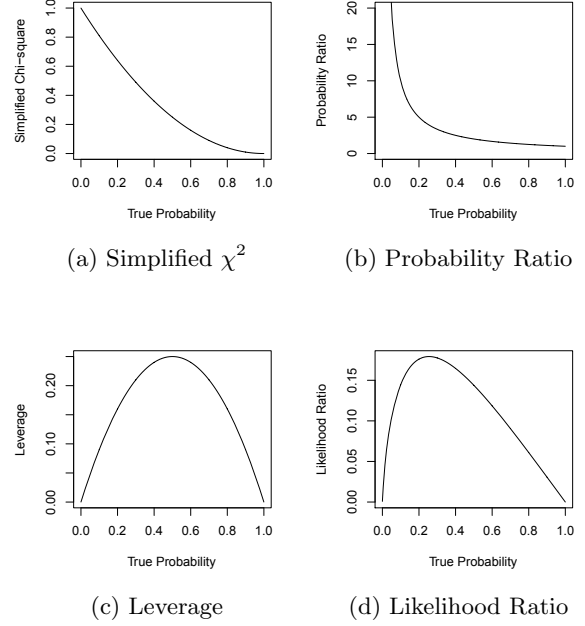 Simplified Chi−square
0.0 0.2 0.4 0.6 0.8 1.0
0.0 0.2 0.4 0.6 0.8 1.0
True Probability
(a) Simplified χ²
Probability Ratio
0 5 10 15 20
0.0 0.2 0.4 0.6 0.8 1.0
True Probability
(b) Probability Ratio
Leverage
0.00 0.10 0.20
0.0 0.2 0.4 0.6 0.8 1.0
True Probability
(c) Leverage
Likelihood Ratio
0.00 0.05 0.10 0.15
0.0 0.2 0.4 0.6 0.8 1.0
True Probability
(d) Likelihood Ratio